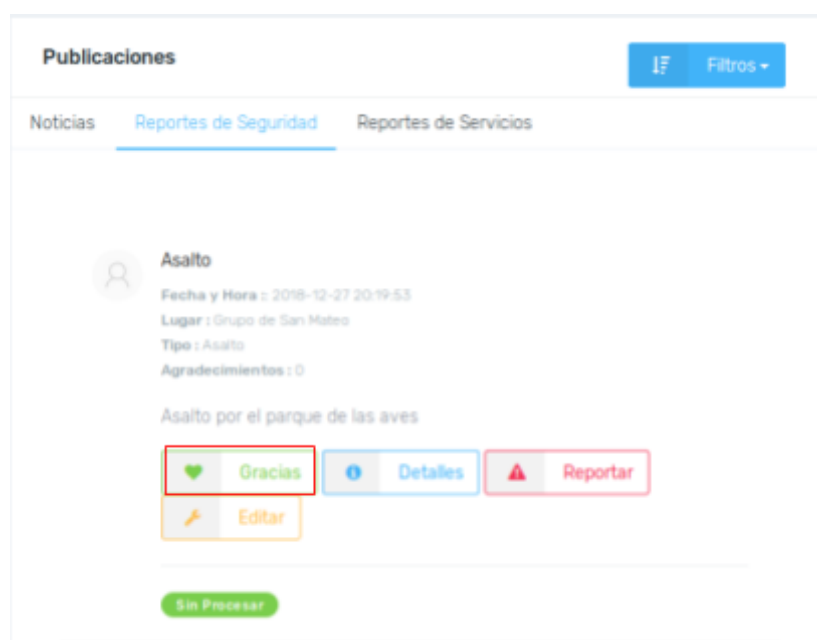 Publicaciones
Filtros
Noticias Reportes de Seguridad Reportes de Servicios
Asalto
Fecha y Hora :: 2018-12-27 20:19:53
Lugar : Grupo de San Mateo
Tipo : Asalto
Agradecimientos : 0
Asalto por el parque de las aves
Gracias Detalles Reportar
Editar
Sin Procesar